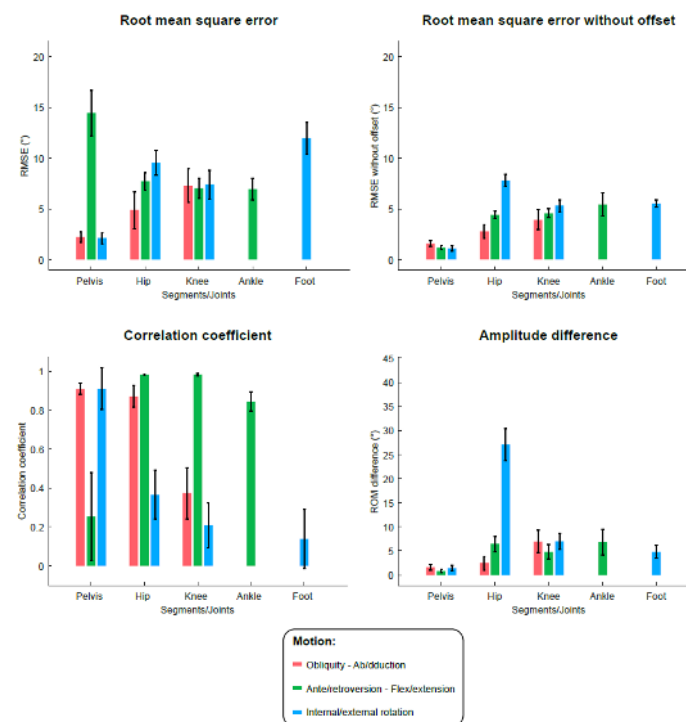 Root mean square error
20
15
10
5
0
RMSE (°)
Pelvis Hip Knee Ankle Foot
Segments/Joints
Root mean square error without offset
20
15
10
5
0
RMSE without offset (°)
Pelvis Hip Knee Ankle Foot
Segments/Joints
Correlation coefficient
1
0.8
0.6
0.4
0.2
0
Correlation coefficient
Pelvis Hip Knee Ankle Foot
Segments/Joints
Amplitude difference
45
40
35
30
25
20
15
10
5
0
ROM difference (°)
Pelvis Hip Knee Ankle Foot
Segments/Joints
Motion:
Obliquity - Ab/dduction
Ante/retroversion - Flex/extension
Internal/external rotation